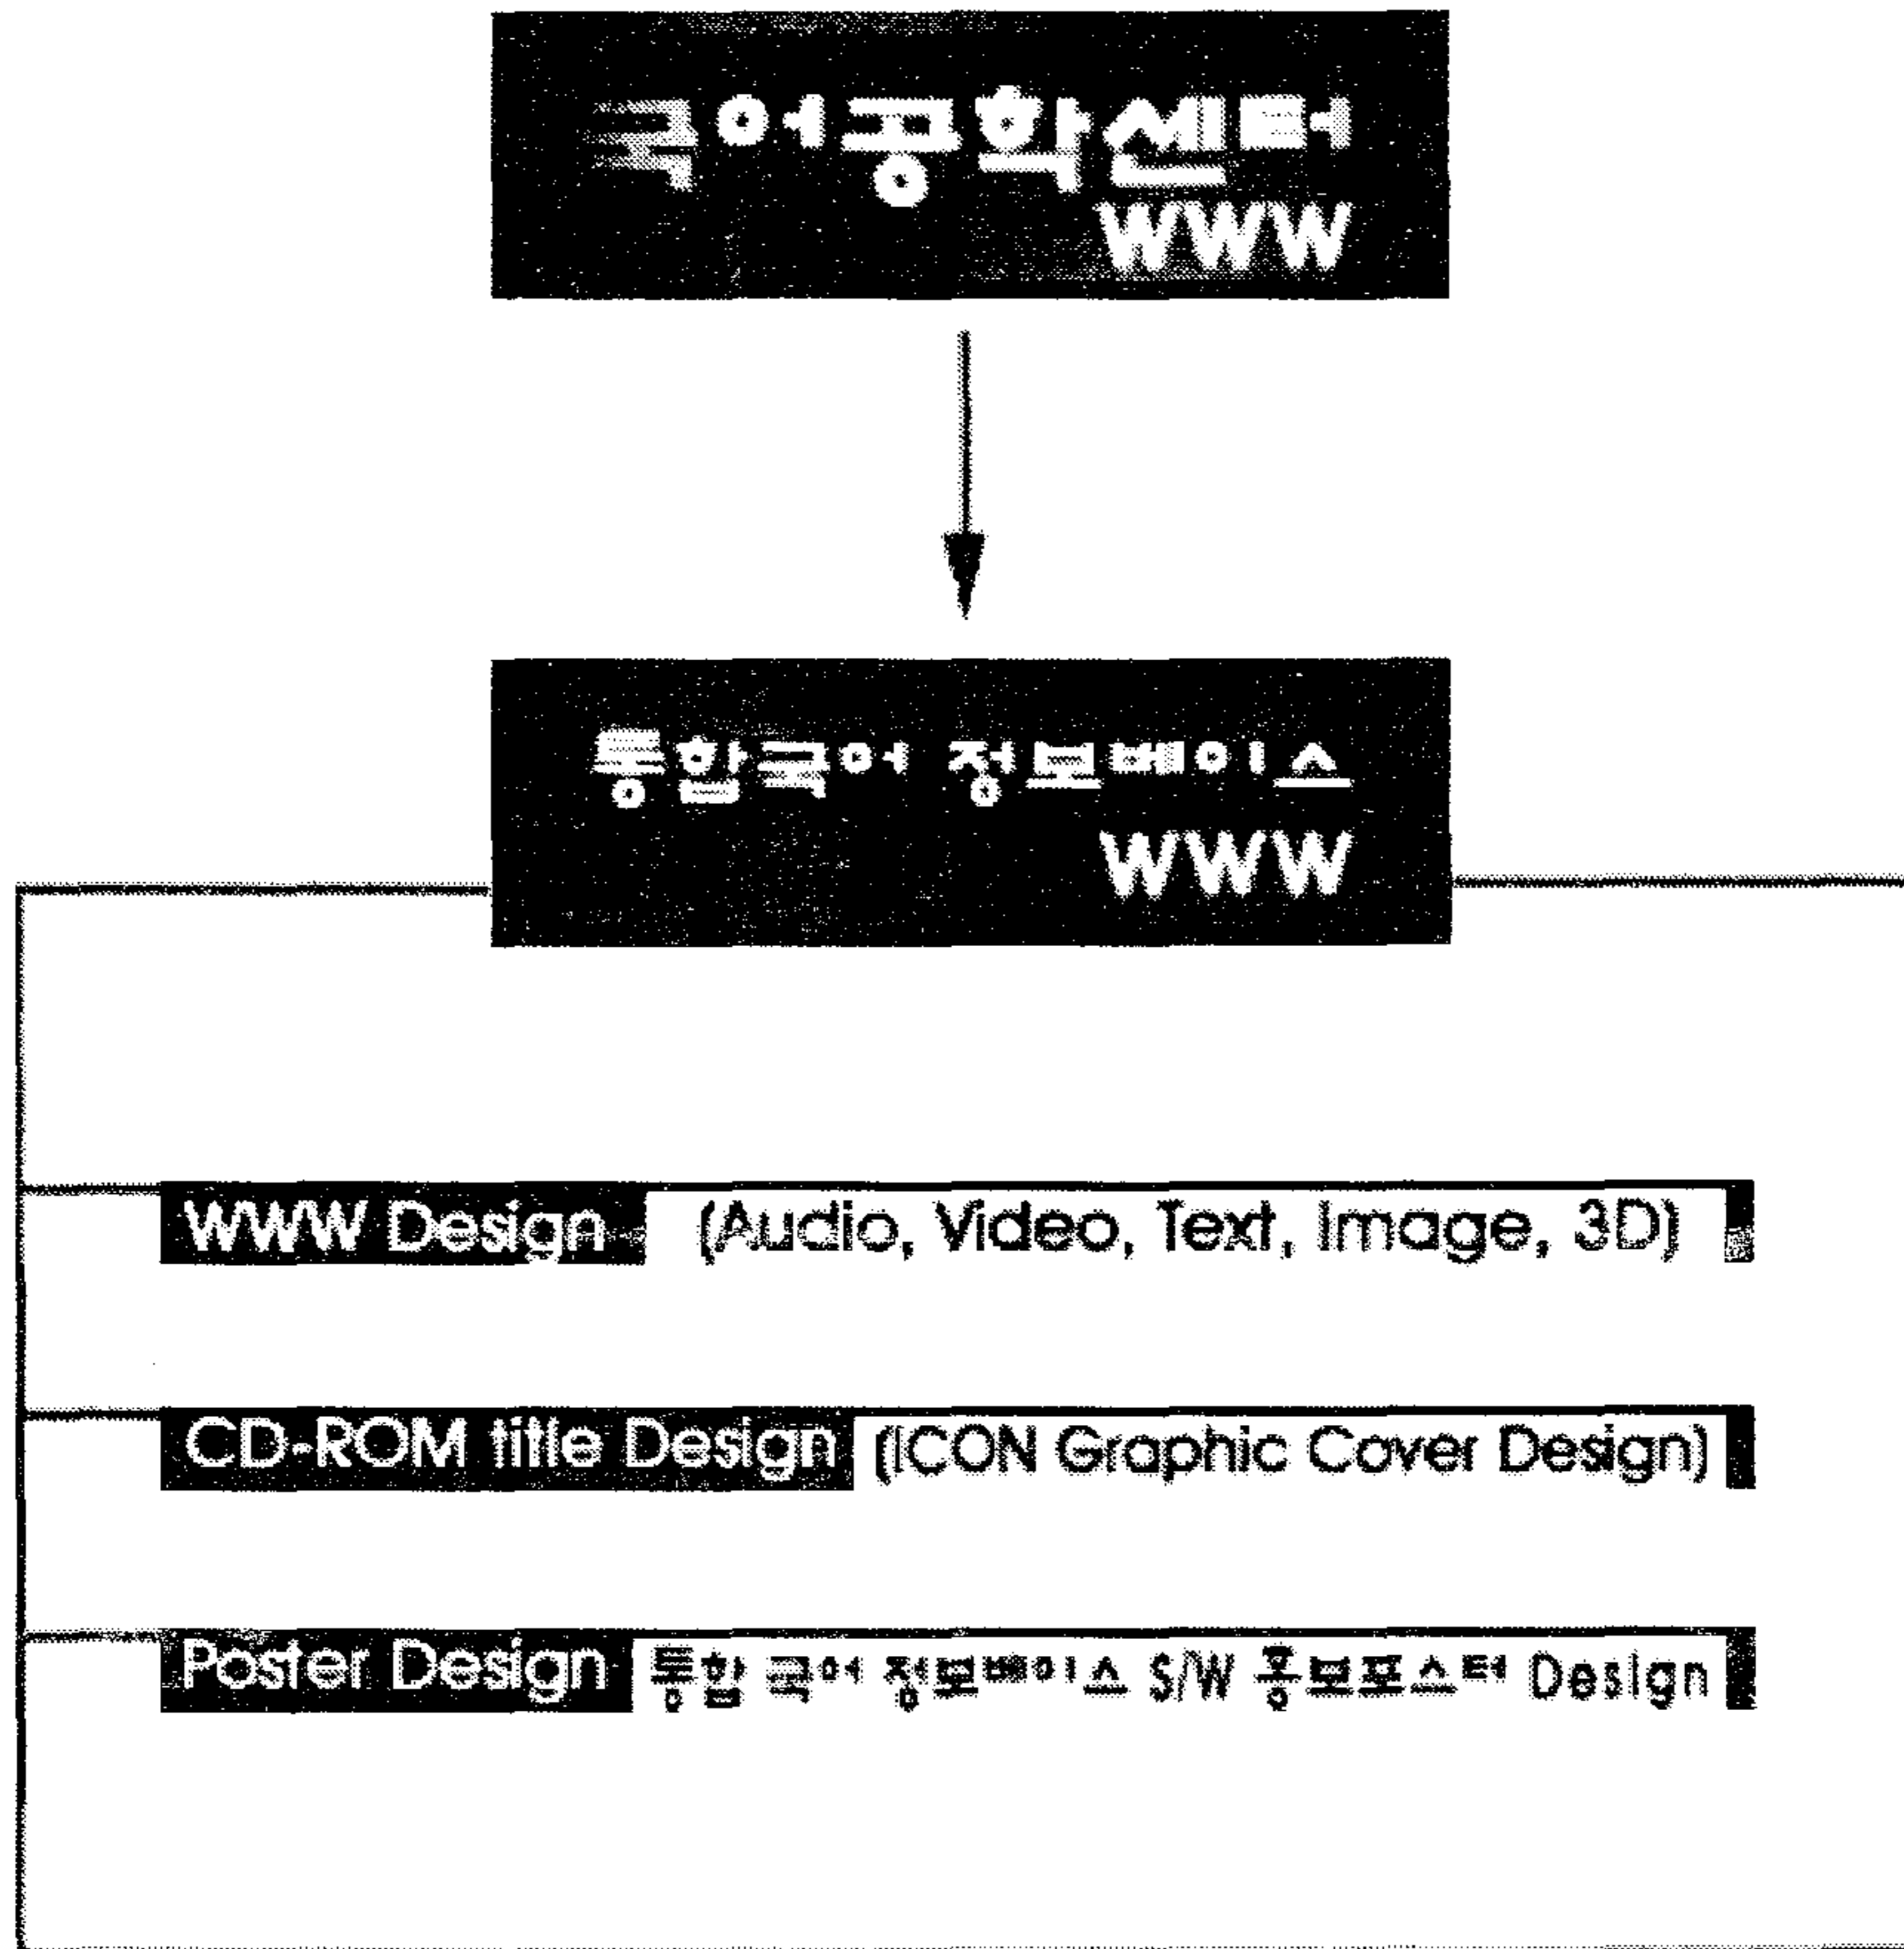 국어공학센터
WWW
통합국어 정보베이스
WWW
WWW Design (Audio, Video, Text, Image, 3D)
CD-ROM title Design (ICON Graphic Cover Design)
Poster Design 통합 국어 정보베이스 S/W 홍보포스터 Design